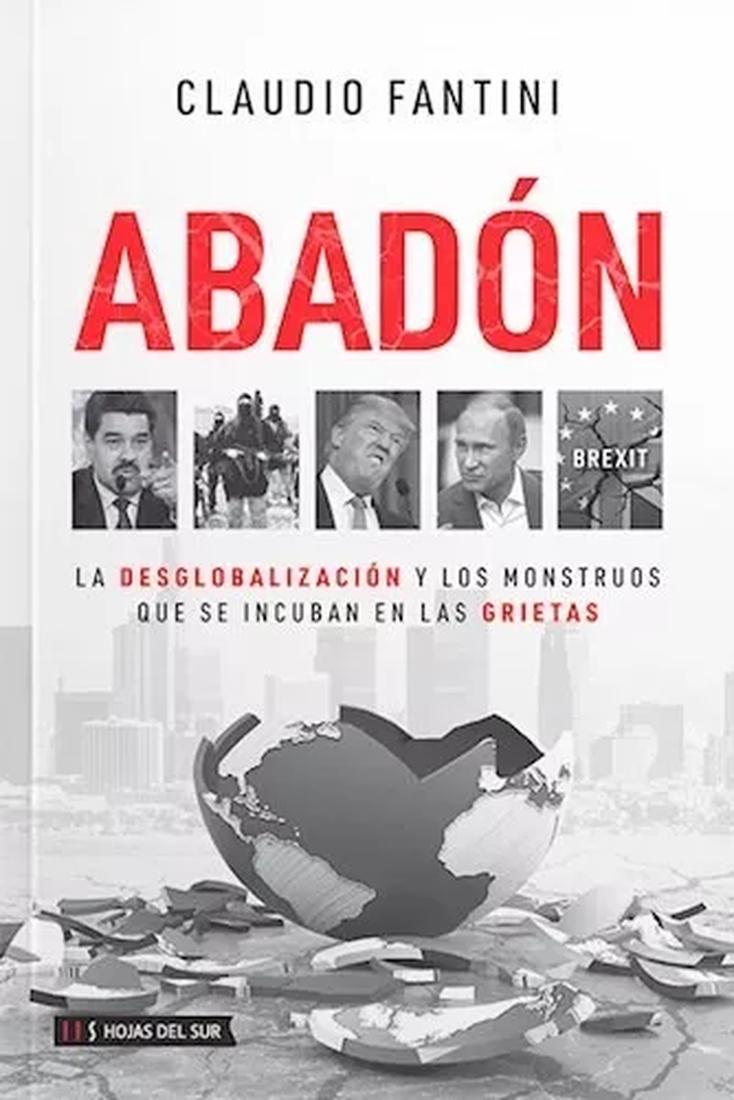 CLAUDIO FANTINI
ABADÓN
BREXIT
LA DESGLOBALIZACIÓN Y LOS MONSTRUOS
QUE SE INCUBAN EN LAS GRIETAS
HOJAS DEL SUR